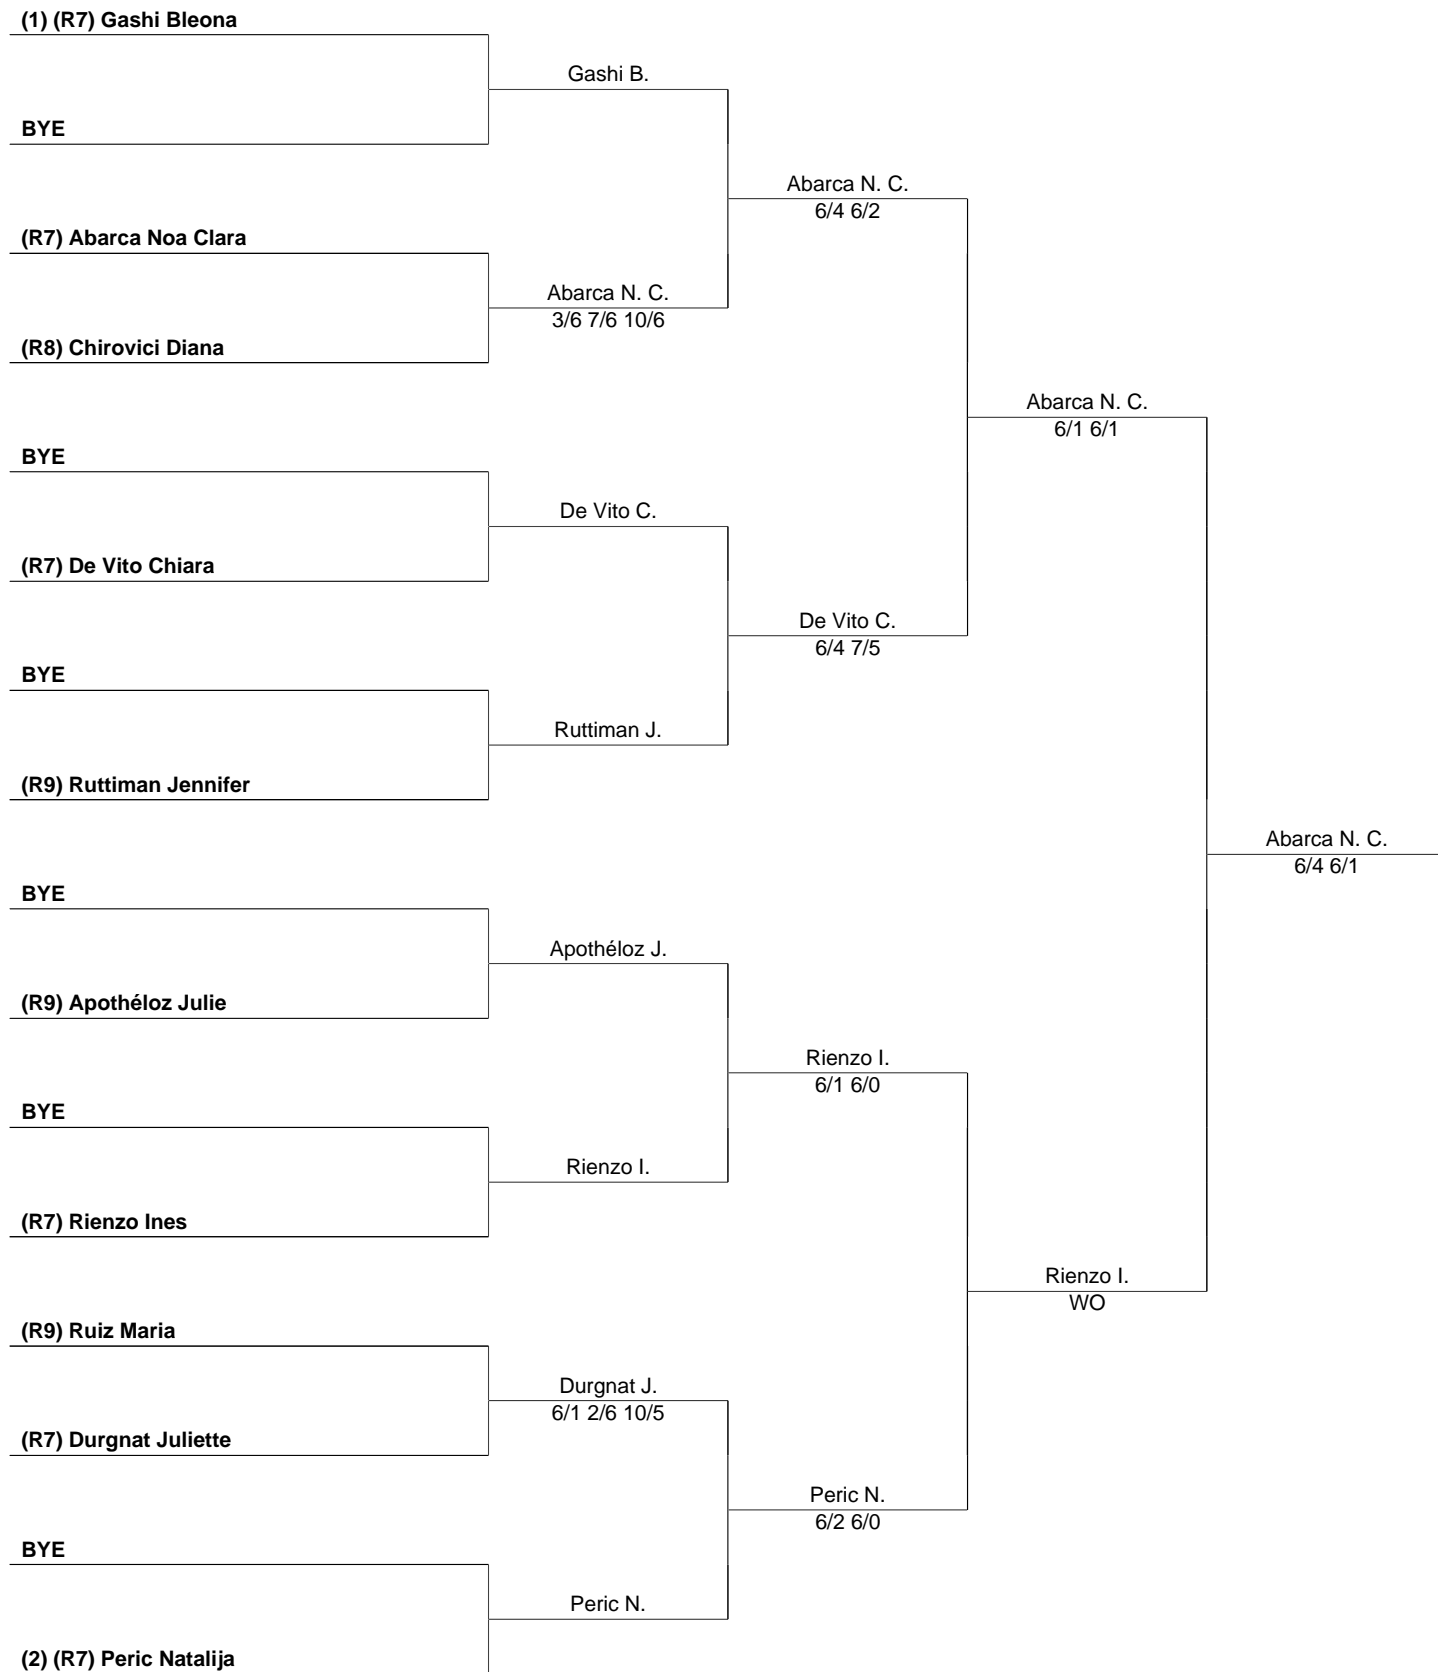 (1) (R7) Gashi Bleona
Gashi B.
BYE
Abarca N. C.
6/4 6/2
(R7) Abarca Noa Clara
Abarca N. C.
3/6 7/6 10/6
(R8) Chirovici Diana
Abarca N. C.
6/1 6/1
BYE
De Vito C.
(R7) De Vito Chiara
De Vito C.
6/4 7/5
BYE
Ruttiman J.
(R9) Ruttiman Jennifer
Abarca N. C.
6/4 6/1
BYE
Apothéloz J.
(R9) Apothéloz Julie
Rienzo I.
6/1 6/0
BYE
Rienzo I.
(R7) Rienzo Ines
Rienzo I.
WO
(R9) Ruiz Maria
Durgnat J.
6/1 2/6 10/5
(R7) Durgnat Juliette
Peric N.
6/2 6/0
BYE
Peric N.
(2) (R7) Peric Natalija